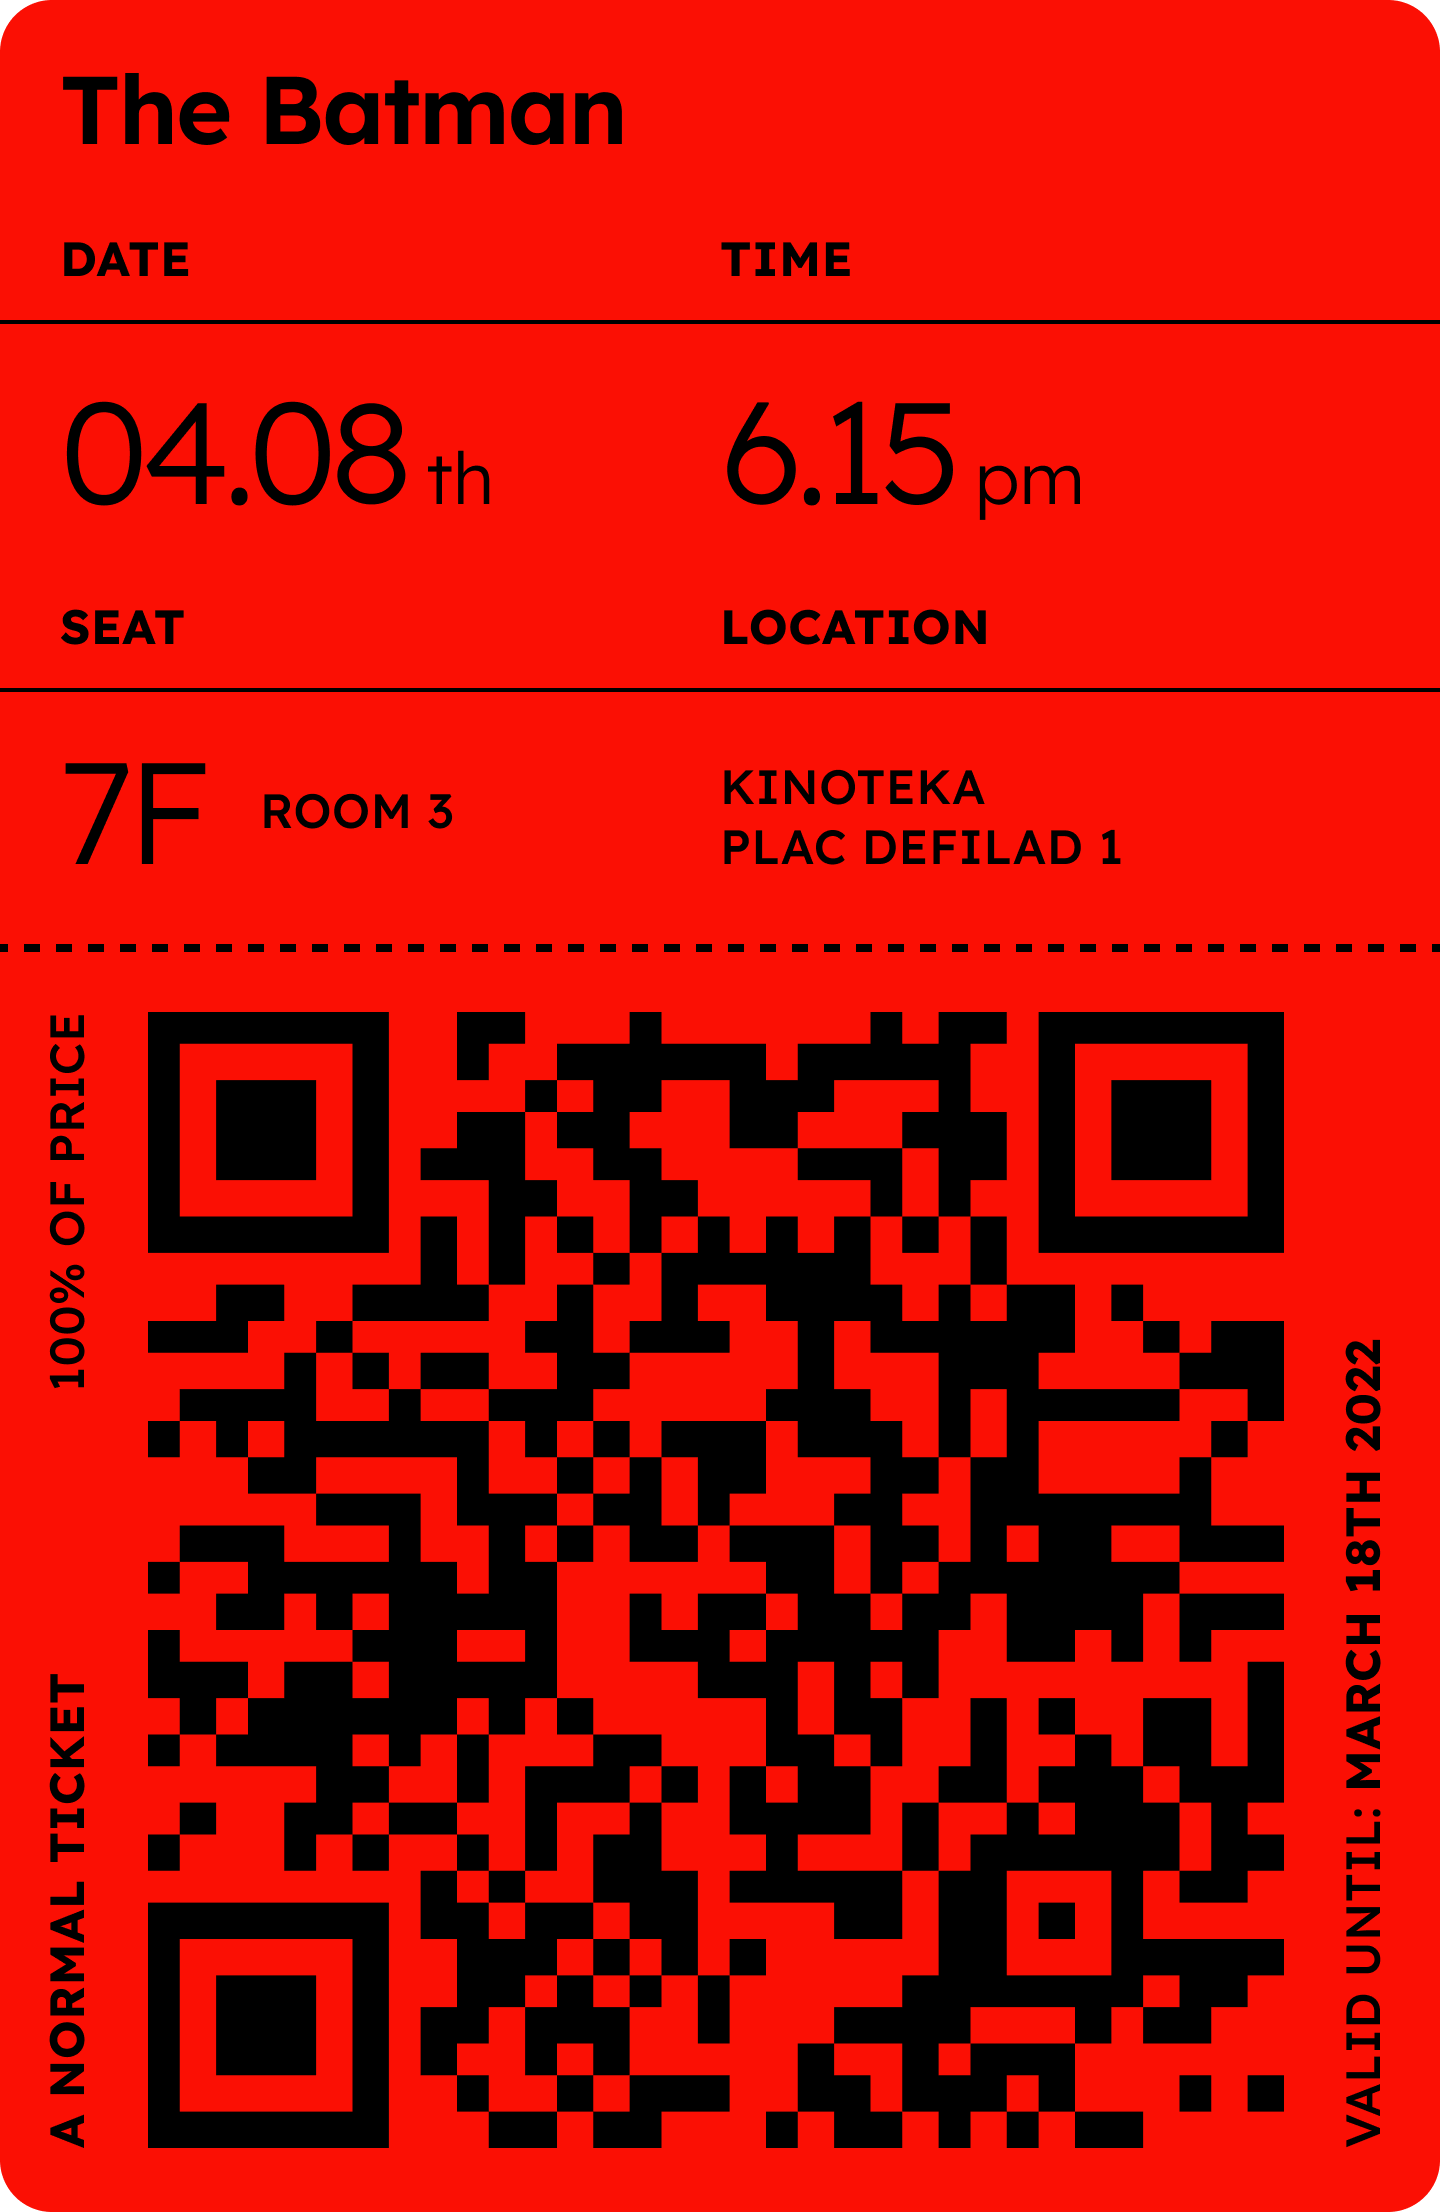 The Batman
DATE
TIME
04.08 th
6.15 pm
SEAT
LOCATION
7F ROOM 3
KINOTEKA
PLAC DEFILAD 1
100% OF PRICE
A NORMAL TICKET
VALID UNTIL: MARCH 18TH 2022